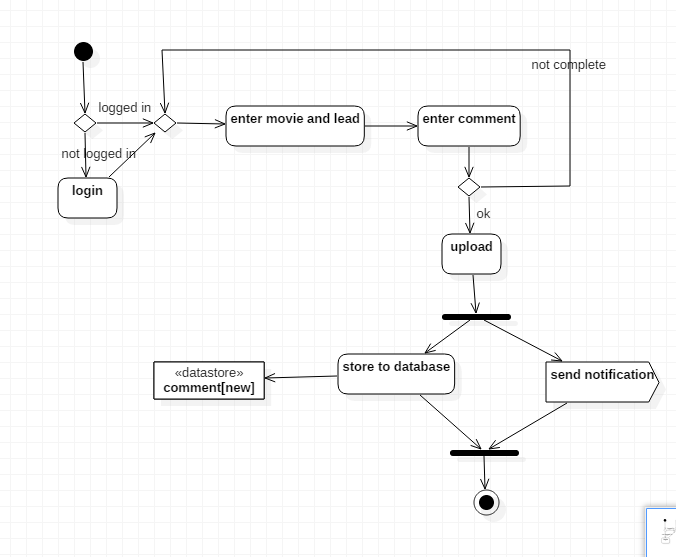 not complete
logged in
enter movie and lead
enter comment
not logged in
login
ok
upload
store to database
«datastore»
comment[new]
send notification